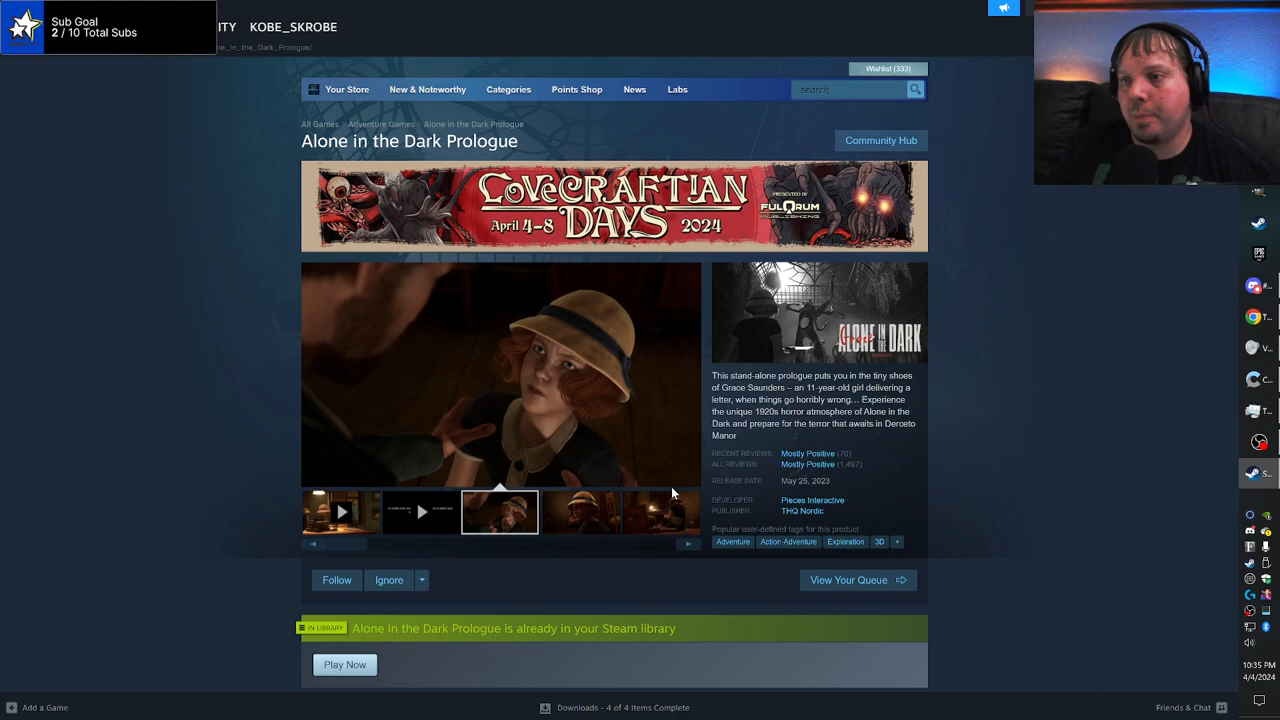 Sub Goal
2 / 10 Total Subs
ITY KOBE_SKROBE
ne_in_the_Dark_Prologue/
Wishlist (333)
Your Store New & Noteworthy Categories Points Shop News Labs search
All Games > Adventure Games > Alone in the Dark Prologue
Alone in the Dark Prologue
Community Hub
LOVECRAFTIAN DAYS
April 4-8 2024
PRESENTED BY
FULQRUM
PUBLISHING
Grace
ALONE IN THE DARK
This stand-alone prologue puts you in the tiny shoes
of Grace Saunders – an 11-year-old girl delivering a
letter, when things go horribly wrong… Experience
the unique 1920s horror atmosphere of Alone in the
Dark and prepare for the terror that awaits in Derceto
Manor
RECENT REVIEWS: Mostly Positive (70)
ALL REVIEWS: Mostly Positive (1,497)
RELEASE DATE: May 25, 2023
DEVELOPER: Pieces Interactive
PUBLISHER: THQ Nordic
Popular user-defined tags for this product:
Adventure Action-Adventure Exploration 3D +
Follow Ignore View Your Queue
IN LIBRARY Alone in the Dark Prologue is already in your Steam library
Play Now
10:35 PM
4/4/2024
Add a Game Downloads - 4 of 4 Items Complete Friends & Chat